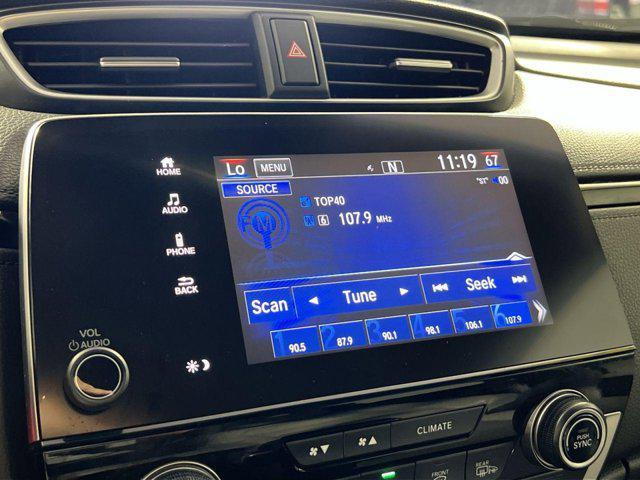 Lo MENU N 11:19 67
SOURCE
"ST" 00
TOP40
6 107.9 MHz
FM
HOME
AUDIO
PHONE
BACK
Scan Tune Seek
1 90.5 2 87.9 3 90.1 4 98.1 5 106.1 6 107.9
VOL
AUDIO
CLIMATE
PUSH
SYNC
FRONT
REAR